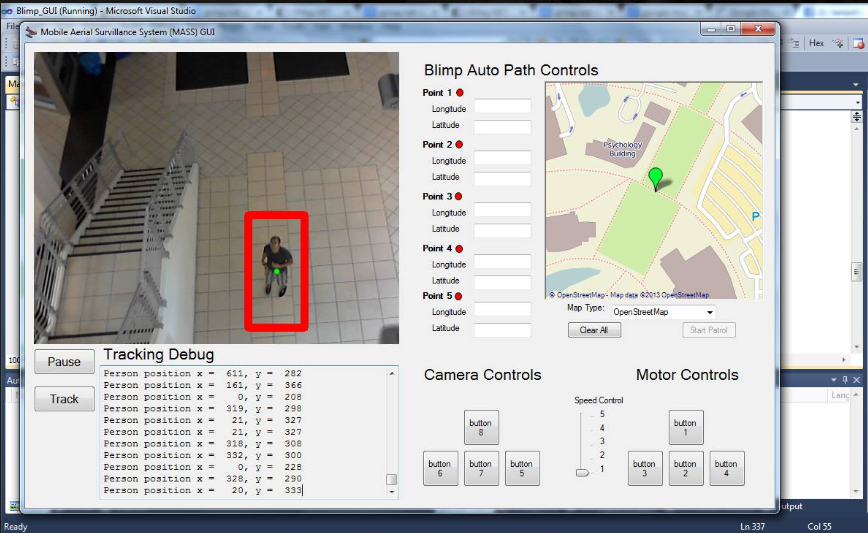 Blimp_GUI (Running) - Microsoft Visual Studio
Mobile Aerial Survillance System (MASS) GUI
Hex
Blimp Auto Path Controls
Point 1
Longitude
Latitude
Point 2
Longitude
Latitude
Point 3
Longitude
Latitude
Point 4
Longitude
Latitude
Point 5
Longitude
Latitude
Psychology
Building
P
© OpenStreetMap - Map data ©2013 OpenStreetMap
Map Type: OpenStreetMap
Clear All
Start Patrol
Pause
Track
Tracking Debug
Person position x = 611, y = 282
Person position x = 161, y = 366
Person position x = 0, y = 208
Person position x = 319, y = 298
Person position x = 21, y = 327
Person position x = 21, y = 327
Person position x = 318, y = 308
Person position x = 332, y = 300
Person position x = 0, y = 228
Person position x = 328, y = 290
Person position x = 20, y = 333
Camera Controls
button
8
button
6
button
7
button
5
Speed Control
5
4
3
2
1
Motor Controls
button
1
button
3
button
2
button
4
Ready
Ln 337
Col 55